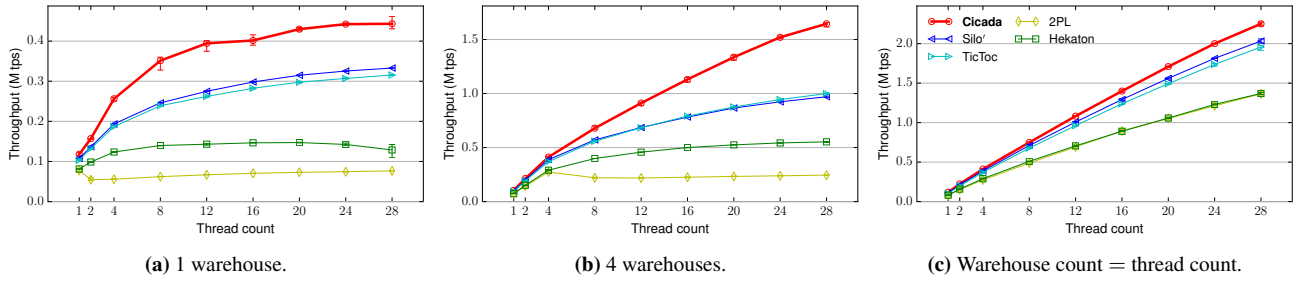 Throughput (M tps)
0.4
0.3
0.2
0.1
0.0
1 2 4 8 12 16 20 24 28
Thread count
(a) 1 warehouse.
Throughput (M tps)
1.5
1.0
0.5
0.0
1 2 4 8 12 16 20 24 28
Thread count
(b) 4 warehouses.
Throughput (M tps)
2.0
1.5
1.0
0.5
0.0
Cicada
Silo′
TicToc
2PL
Hekaton
1 2 4 8 12 16 20 24 28
Thread count
(c) Warehouse count = thread count.